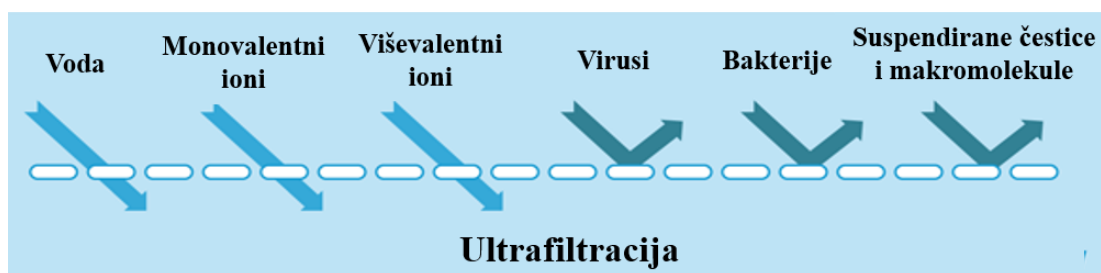 Voda
Monovalentni
ioni
Viševalentni
ioni
Virusi
Bakterije
Suspendirane čestice
i makromolekule
Ultrafiltracija